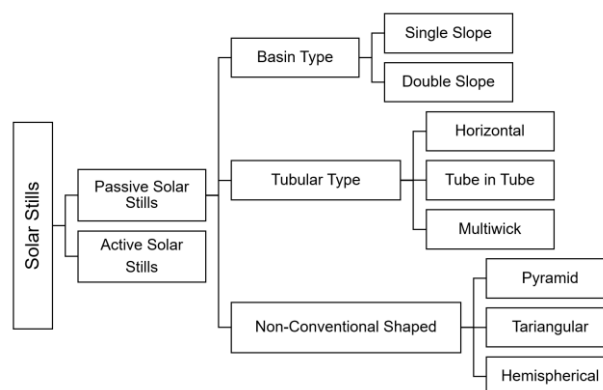 Solar Stills
Passive Solar
Stills
Active Solar
Stills
Basin Type
Single Slope
Double Slope
Tubular Type
Horizontal
Tube in Tube
Multiwick
Non-Conventional Shaped
Pyramid
Tariangular
Hemispherical